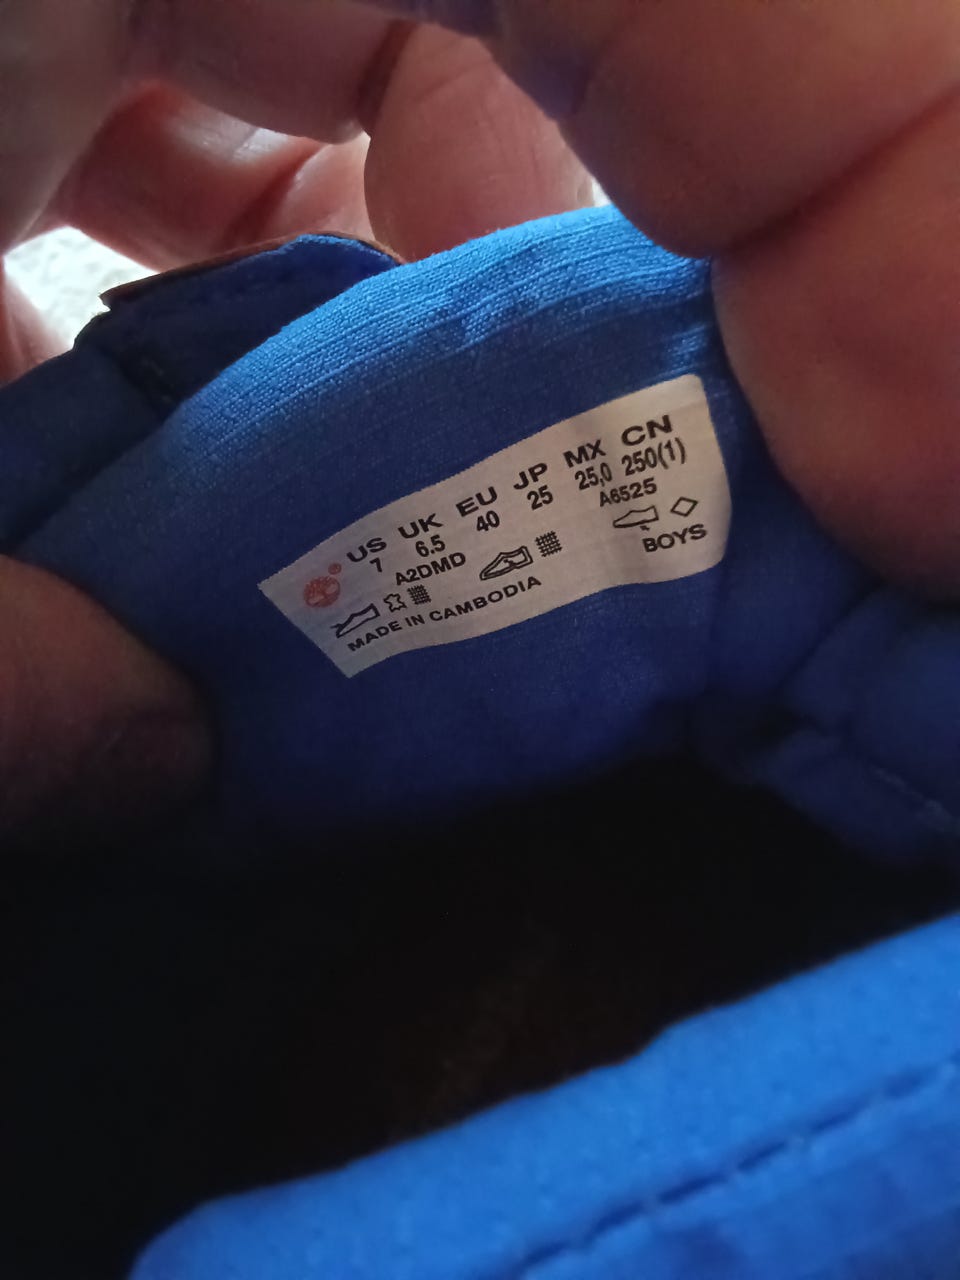 US UK EU JP MX CN
7 6.5 40 25 25,0 250(1)
A2DMD A6525
MADE IN CAMBODIA BOYS